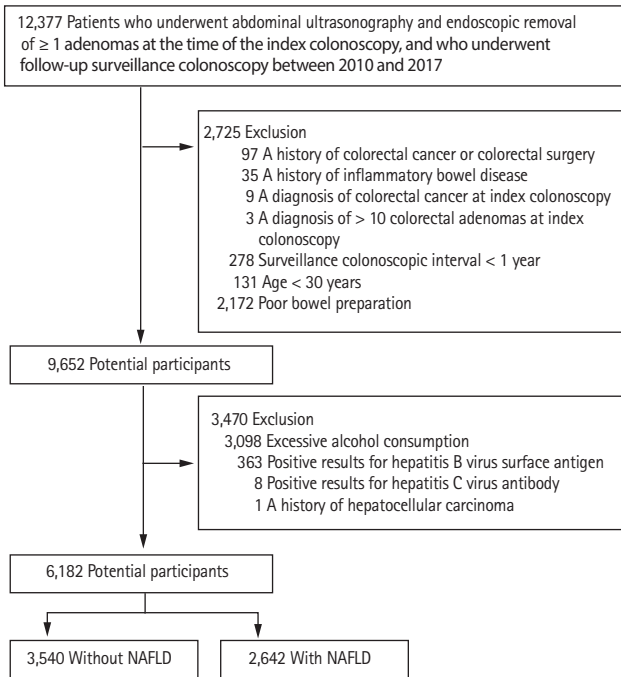 12,377 Patients who underwent abdominal ultrasonography and endoscopic removal
of ≥ 1 adenomas at the time of the index colonoscopy, and who underwent
follow-up surveillance colonoscopy between 2010 and 2017
2,725 Exclusion
97 A history of colorectal cancer or colorectal surgery
35 A history of inflammatory bowel disease
9 A diagnosis of colorectal cancer at index colonoscopy
3 A diagnosis of > 10 colorectal adenomas at index
colonoscopy
278 Surveillance colonoscopic interval < 1 year
131 Age < 30 years
2,172 Poor bowel preparation
9,652 Potential participants
3,470 Exclusion
3,098 Excessive alcohol consumption
363 Positive results for hepatitis B virus surface antigen
8 Positive results for hepatitis C virus antibody
1 A history of hepatocellular carcinoma
6,182 Potential participants
3,540 Without NAFLD
2,642 With NAFLD